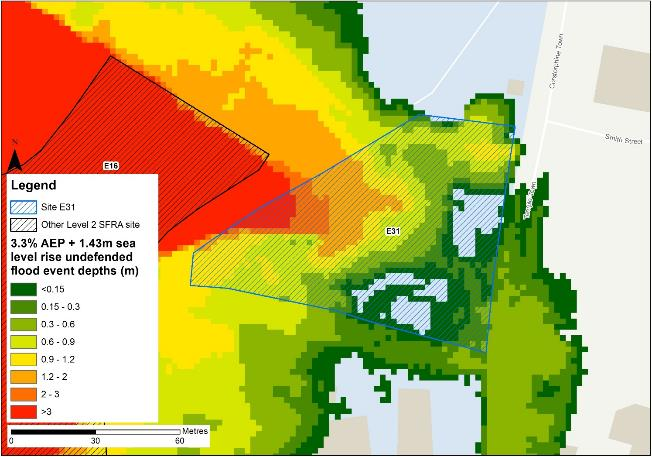 Corporphine Town
Smith Street
E16
N
E31
Legend
Site E31
Other Level 2 SFRA site
3.3% AEP + 1.43m sea
level rise undefended
flood event depths (m)
<0.15
0.15 - 0.3
0.3 - 0.6
0.6 - 0.9
0.9 - 1.2
1.2 - 2
2 - 3
>3
0 30 60 Metres